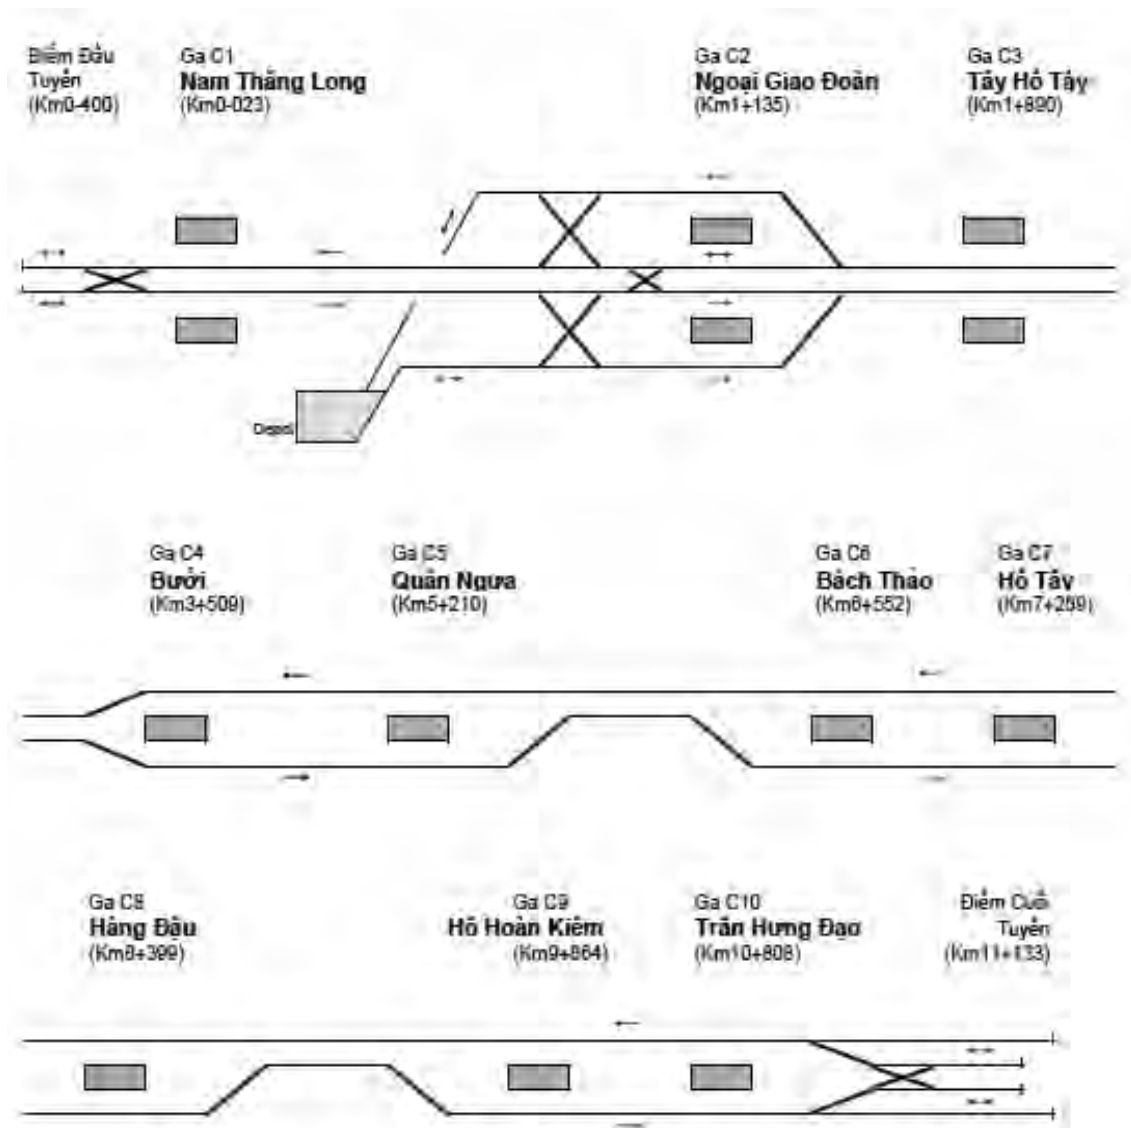 Điểm Đầu
Tuyến
(Km0-400)
Ga C1
Nam Thăng Long
(Km0-023)
Ga C2
Ngoại Giao Đoàn
(Km1+135)
Ga C3
Tây Hồ Tây
(Km1+890)
Depot
Ga C4
Bưởi
(Km3+509)
Ga C5
Quần Ngựa
(Km5+210)
Ga C6
Bách Thảo
(Km6+552)
Ga C7
Hồ Tây
(Km7+259)
Ga C8
Hàng Đậu
(Km8+399)
Ga C9
Hồ Hoàn Kiếm
(Km9+564)
Ga C10
Trần Hưng Đạo
(Km10+808)
Điểm Cuối
Tuyến
(Km11+133)